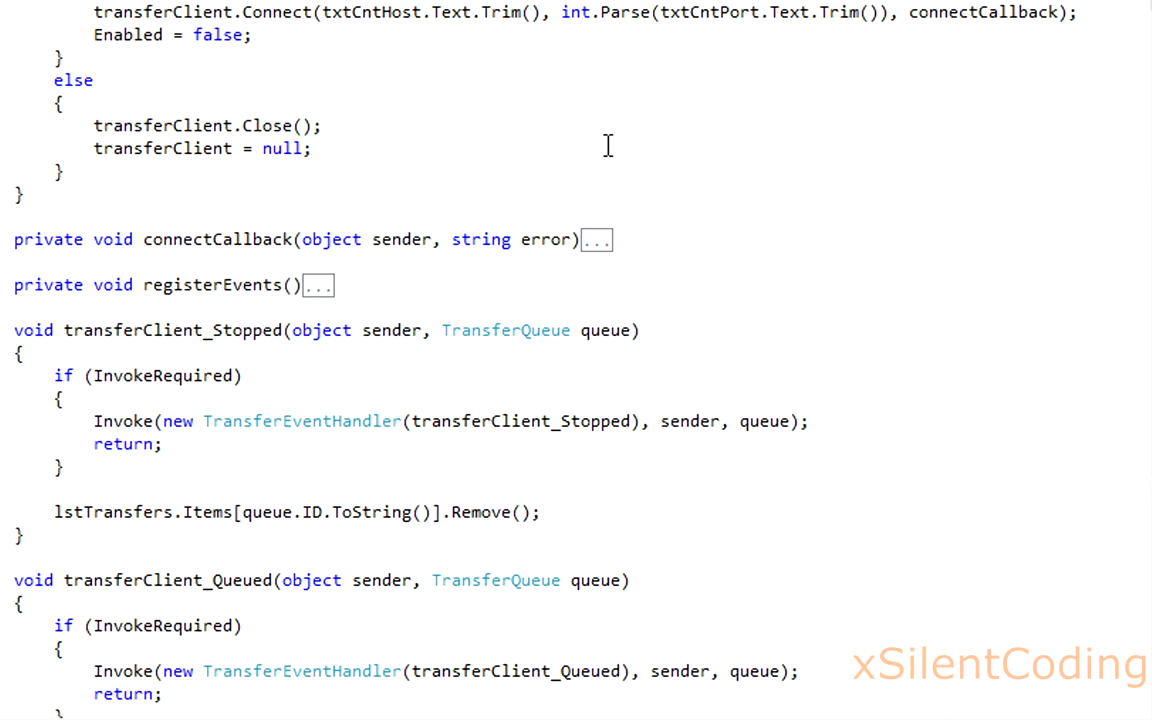 transferClient.Connect(txtCntHost.Text.Trim(), int.Parse(txtCntPort.Text.Trim()), connectCallback);
Enabled = false;
}
else
{
transferClient.Close();
transferClient = null;
}
}
private void connectCallback(object sender, string error)...
private void registerEvents()...
void transferClient_Stopped(object sender, TransferQueue queue)
{
if (InvokeRequired)
{
Invoke(new TransferEventHandler(transferClient_Stopped), sender, queue);
return;
}
lstTransfers.Items[queue.ID.ToString()].Remove();
}
void transferClient_Queued(object sender, TransferQueue queue)
{
if (InvokeRequired)
{
Invoke(new TransferEventHandler(transferClient_Queued), sender, queue);
return;
}
xSilentCoding